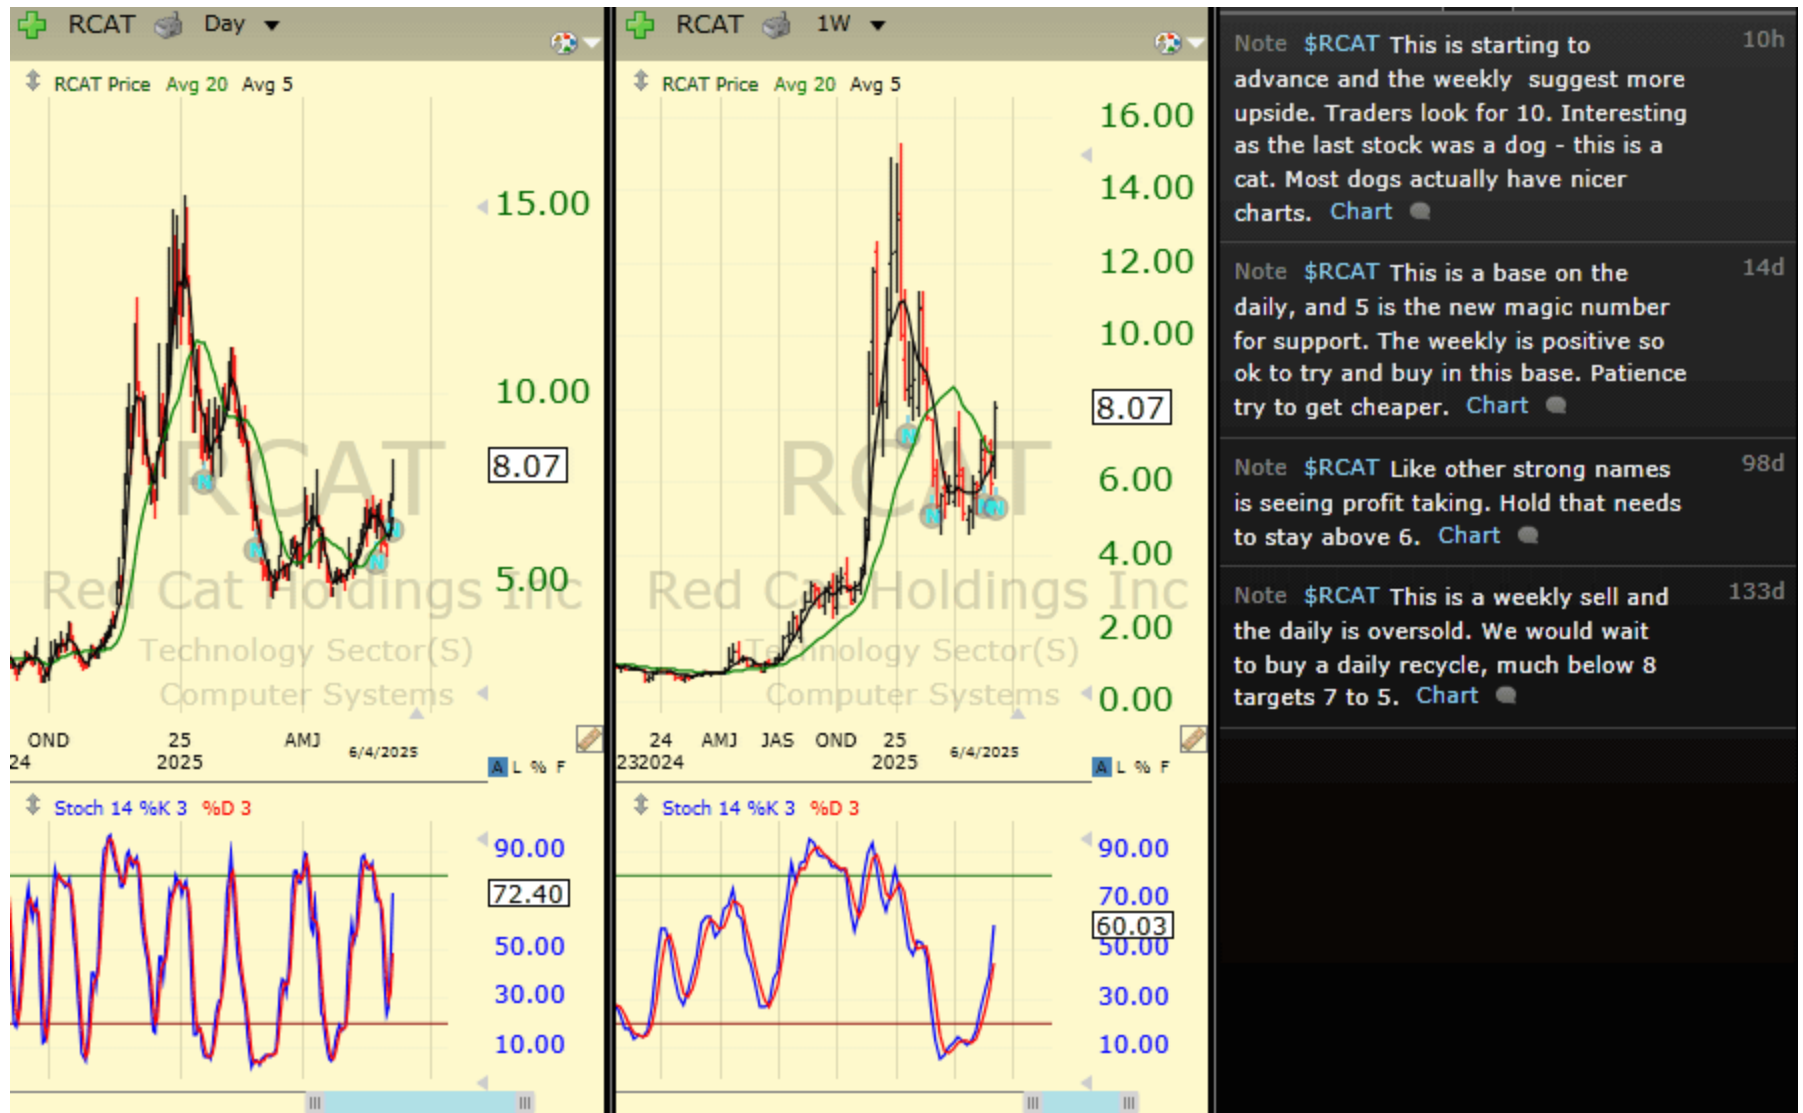 RCAT Day
RCAT Price Avg 20 Avg 5
15.00
10.00
8.07
5.00
RCAT
Red Cat Holdings Inc
Technology Sector(S)
Computer Systems
OND 25 AMJ 6/4/2025
24 2025
A L % F
Stoch 14 %K 3 %D 3
90.00
72.40
50.00
30.00
10.00
RCAT 1W
RCAT Price Avg 20 Avg 5
16.00
14.00
12.00
10.00
8.07
6.00
4.00
2.00
0.00
RCAT
Red Cat Holdings Inc
Technology Sector(S)
Computer Systems
24 AMJ JAS OND 25 6/4/2025
232024 2025
A L % F
Stoch 14 %K 3 %D 3
90.00
70.00
60.03
50.00
30.00
10.00
N
N
N
N
N
N
N
N
Note $RCAT This is starting to 10h
advance and the weekly suggest more
upside. Traders look for 10. Interesting
as the last stock was a dog - this is a
cat. Most dogs actually have nicer
charts. Chart
Note $RCAT This is a base on the 14d
daily, and 5 is the new magic number
for support. The weekly is positive so
ok to try and buy in this base. Patience
try to get cheaper. Chart
Note $RCAT Like other strong names 98d
is seeing profit taking. Hold that needs
to stay above 6. Chart
Note $RCAT This is a weekly sell and 133d
the daily is oversold. We would wait
to buy a daily recycle, much below 8
targets 7 to 5. Chart